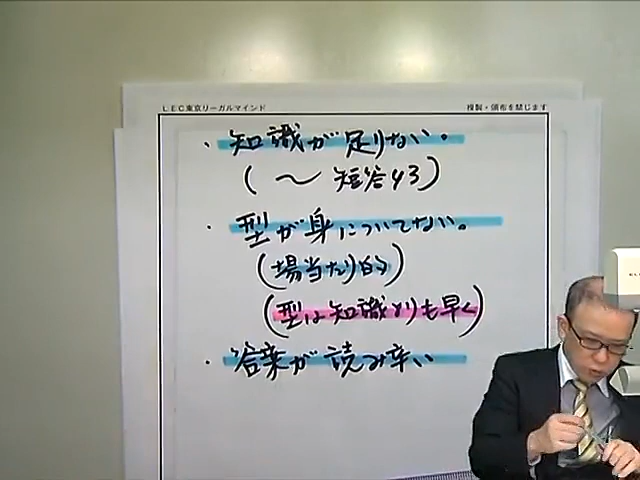 LEC東京リーガルマインド 複製・頒布を禁じます
・知識が足りない。
(〜短答43)
・型が身についてない。
(場当たり的)
(型は知識よりも早く)
・答案が読み辛い